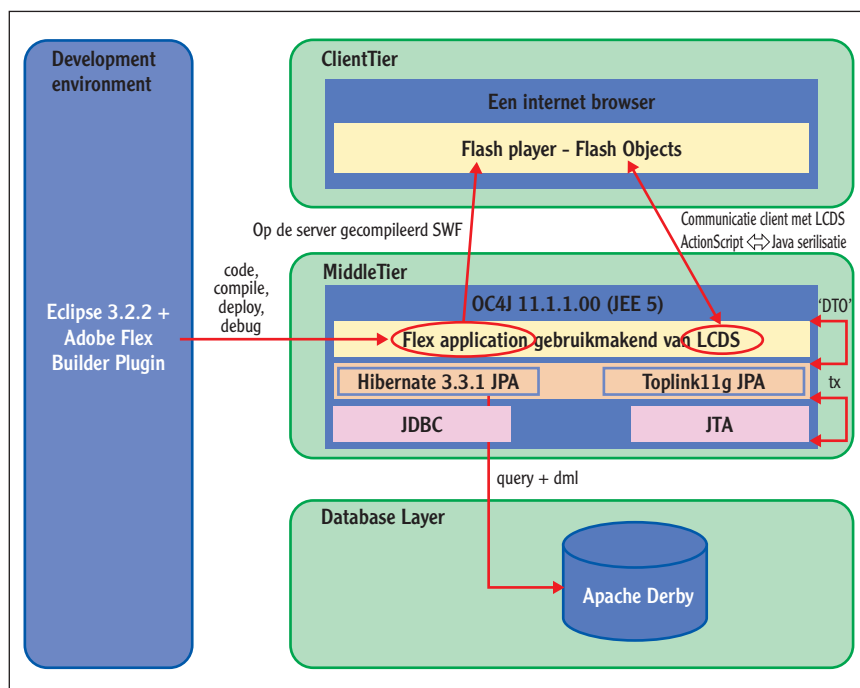 Development
environment
Eclipse 3.2.2 +
Adobe Flex
Builder Plugin
code,
compile,
deploy,
debug
ClientTier
Een internet browser
Flash player - Flash Objects
Op de server gecompileerd SWF
Communicatie client met LCDS
ActionScript ⇔ Java serilisatie
MiddleTier
OC4J 11.1.1.00 (JEE 5)
Flex application gebruikmakend van LCDS
'DTO'
Hibernate 3.3.1 JPA
Toplink11g JPA
tx
JDBC
JTA
query + dml
Database Layer
Apache Derby